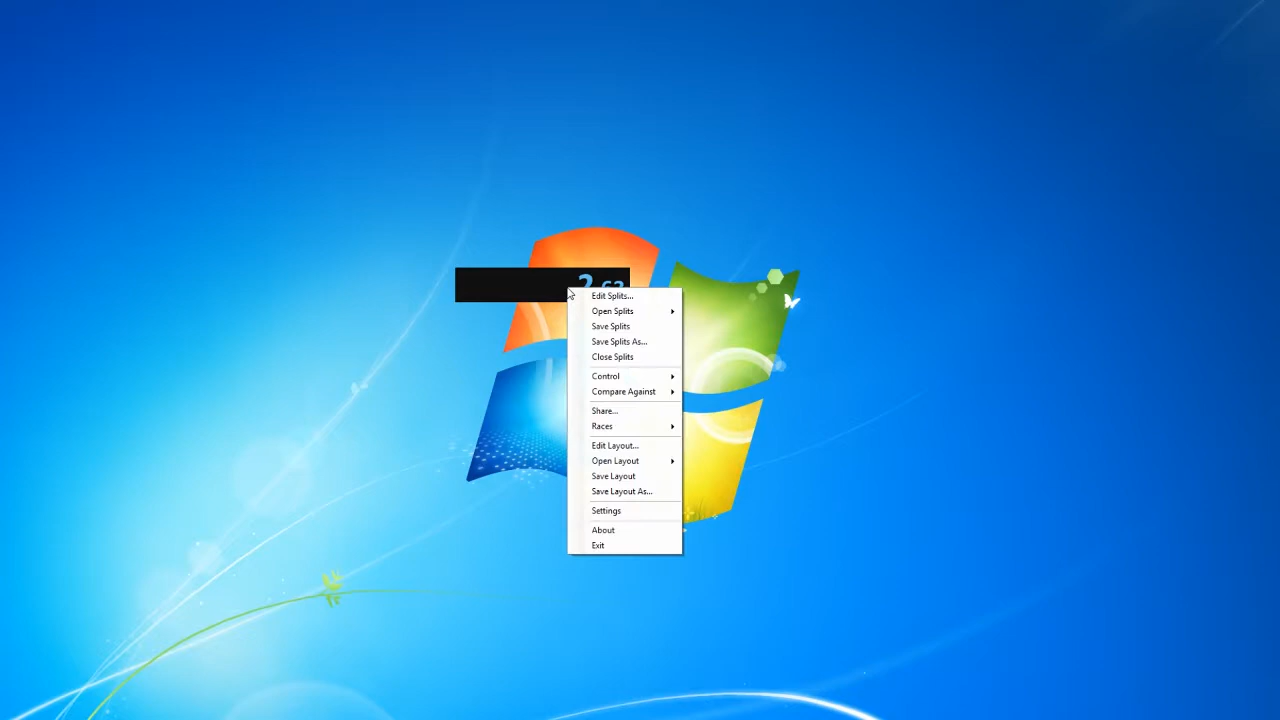 Edit Splits...
Open Splits
Save Splits
Save Splits As...
Close Splits
Control
Compare Against
Share...
Races
Edit Layout...
Open Layout
Save Layout
Save Layout As...
Settings
About
Exit